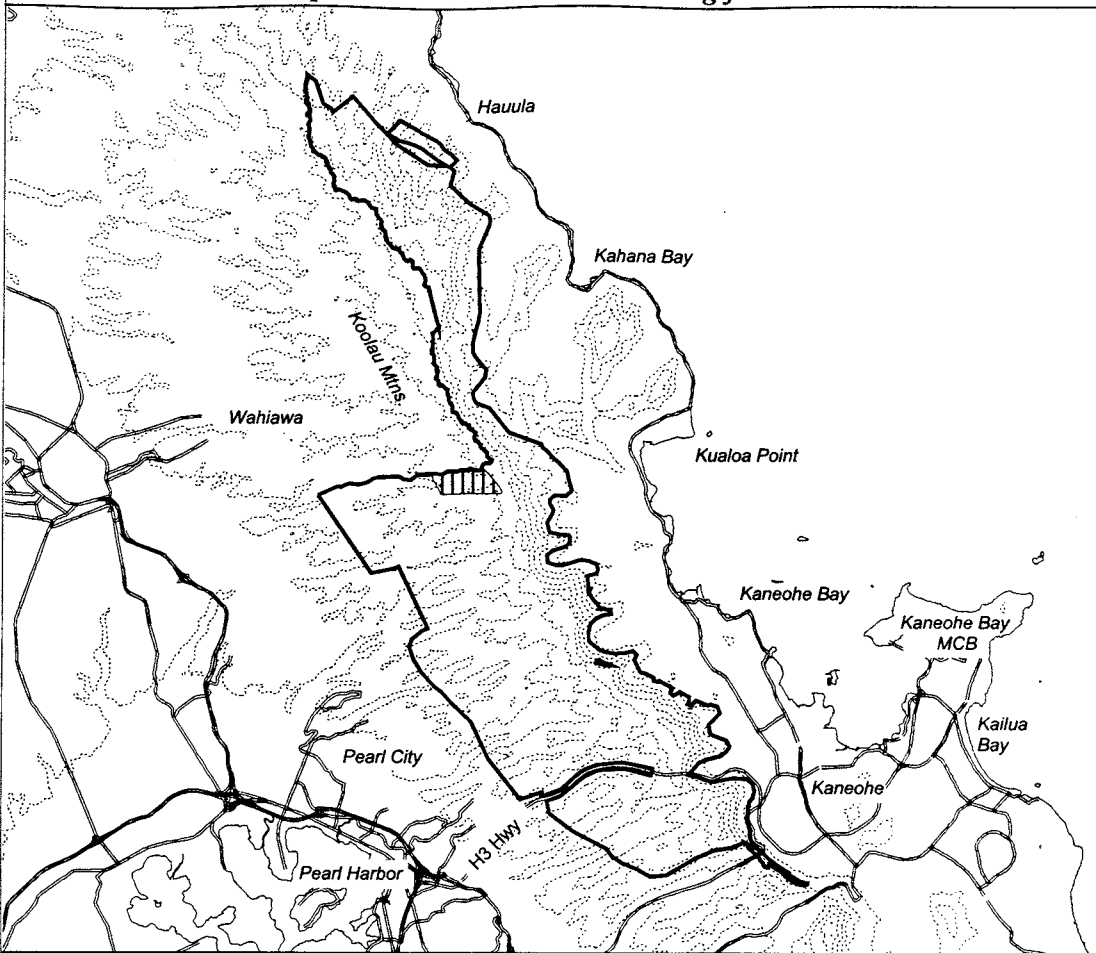 Hauula
Kahana Bay
Koolau Mtns.
Wahiawa
Kualoa Point
Kaneohe Bay
Kaneohe Bay
MCB
Kailua
Bay
Pearl City
Kaneohe
H3 Hwy
Pearl Harbor